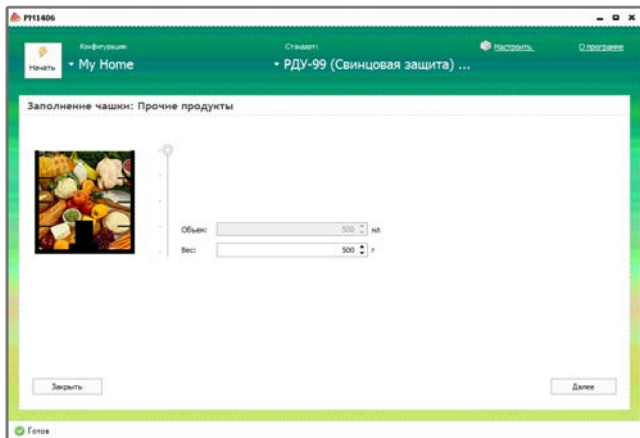 PM1406
Начать
Конфигурация:
My Home
Стандарт:
РДУ-99 (Свинцовая защита) ...
Настроить.
О программе
Заполнение чашки: Прочие продукты
Объем: 500 мл
Вес: 500 г
Закрыть
Далее
Готов